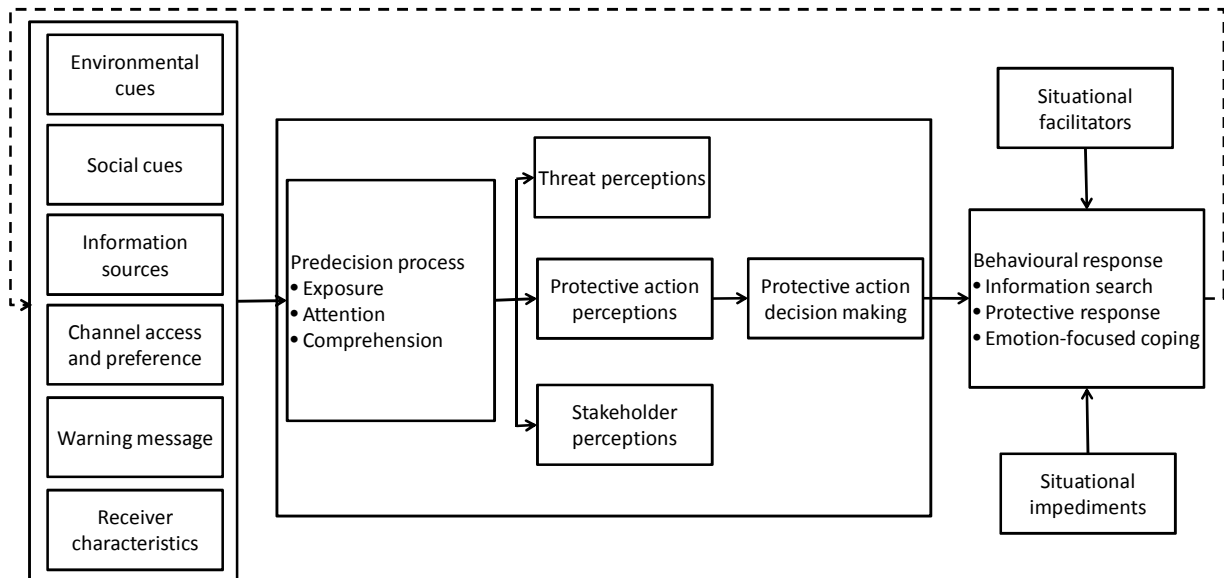 Environmental
cues
Social cues
Information
sources
Channel access
and preference
Warning message
Receiver
characteristics
Predecision process
• Exposure
• Attention
• Comprehension
Threat perceptions
Protective action
perceptions
Stakeholder
perceptions
Protective action
decision making
Situational
facilitators
Behavioural response
• Information search
• Protective response
• Emotion-focused coping
Situational
impediments